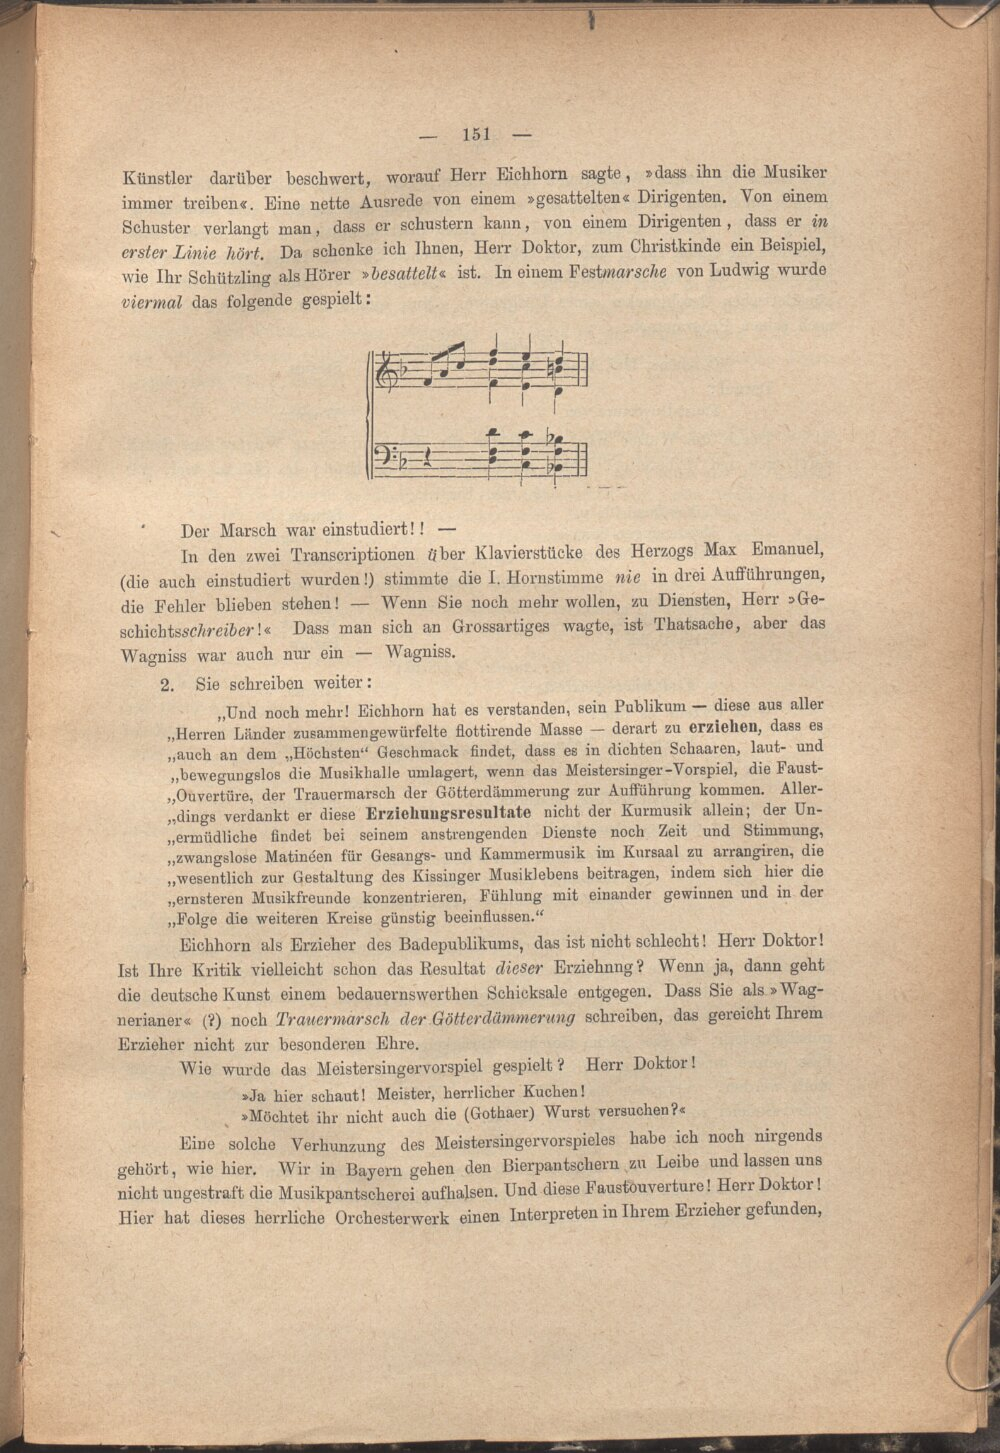 — 151 —
Künstler darüber beschwert, worauf Herr Eichhorn sagte, »dass ihn die Musiker
immer treiben«. Eine nette Ausrede von einem »gesattelten« Dirigenten. Von einem
Schuster verlangt man, dass er schustern kann, von einem Dirigenten, dass er in
erster Linie hört. Da schenke ich Ihnen, Herr Doktor, zum Christkinde ein Beispiel,
wie Ihr Schützling als Hörer »besattelt« ist. In einem Festmarsche von Ludwig wurde
viermal das folgende gespielt:
Der Marsch war einstudiert!! —
In den zwei Transcriptionen über Klavierstücke des Herzogs Max Emanuel,
(die auch einstudiert wurden!) stimmte die I. Hornstimme nie in drei Aufführungen,
die Fehler blieben stehen! — Wenn Sie noch mehr wollen, zu Diensten, Herr »Ge-
schichtsschreiber!« Dass man sich an Grossartiges wagte, ist Thatsache, aber das
Wagniss war auch nur ein — Wagniss.
2. Sie schreiben weiter:
„Und noch mehr! Eichhorn hat es verstanden, sein Publikum — diese aus aller
„Herren Länder zusammengewürfelte flottirende Masse — derart zu erziehen, dass es
„auch an dem „Höchsten“ Geschmack findet, dass es in dichten Schaaren, laut- und
„bewegungslos die Musikhalle umlagert, wenn das Meistersinger-Vorspiel, die Faust-
„Ouvertüre, der Trauermarsch der Götterdämmerung zur Aufführung kommen. Aller-
„dings verdankt er diese Erziehungsresultate nicht der Kurmusik allein; der Un-
„ermüdliche findet bei seinem anstrengenden Dienste noch Zeit und Stimmung,
„zwangslose Matinéen für Gesangs- und Kammermusik im Kursaal zu arrangiren, die
„wesentlich zur Gestaltung des Kissinger Musiklebens beitragen, indem sich hier die
„ernsteren Musikfreunde konzentrieren, Fühlung mit einander gewinnen und in der
„Folge die weiteren Kreise günstig beeinflussen.“
Eichhorn als Erzieher des Badepublikums, das ist nicht schlecht! Herr Doktor!
Ist Ihre Kritik vielleicht schon das Resultat dieser Erziehnng? Wenn ja, dann geht
die deutsche Kunst einem bedauernswerthen Schicksale entgegen. Dass Sie als »Wag-
nerianer« (?) noch Trauermarsch der Götterdämmerung schreiben, das gereicht Ihrem
Erzieher nicht zur besonderen Ehre.
Wie wurde das Meistersingervorspiel gespielt? Herr Doktor!
»Ja hier schaut! Meister, herrlicher Kuchen!
»Möchtet ihr nicht auch die (Gothaer) Wurst versuchen?«
Eine solche Verhunzung des Meistersingervorspieles habe ich noch nirgends
gehört, wie hier. Wir in Bayern gehen den Bierpantschern zu Leibe und lassen uns
nicht ungestraft die Musikpantscherei aufhalsen. Und diese Faustouverture! Herr Doktor!
Hier hat dieses herrliche Orchesterwerk einen Interpreten in Ihrem Erzieher gefunden,